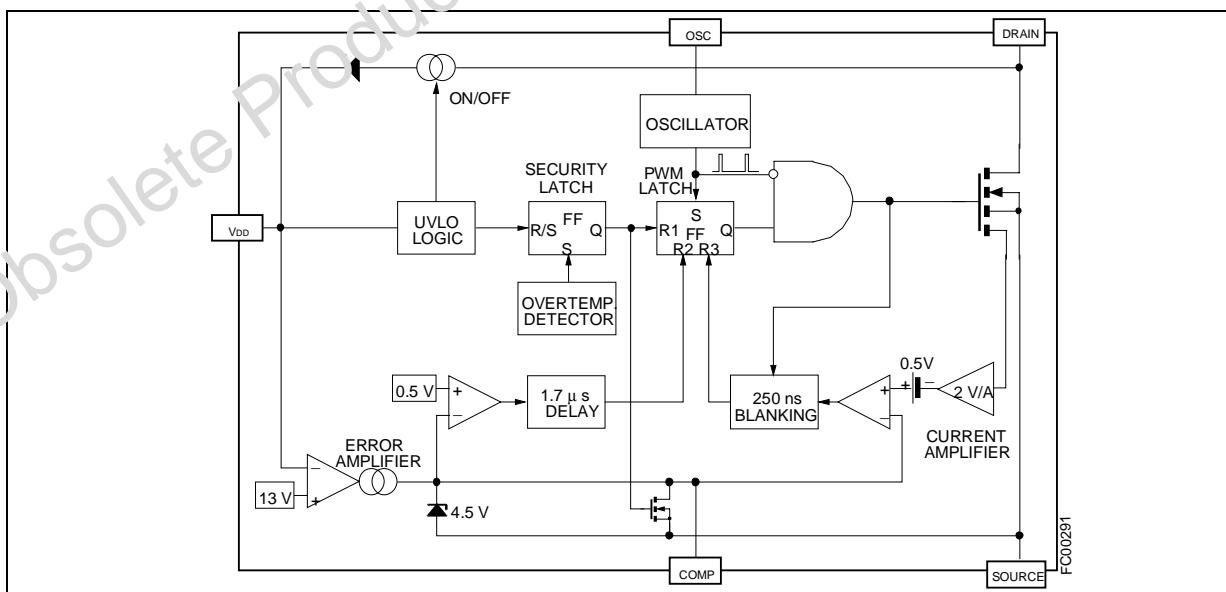 Obsolete Produc
OSC
DRAIN
ON/OFF
OSCILLATOR
SECURITY
LATCH
PWM
LATCH
VDD
UVLO
LOGIC
R/S FF Q
S
S
R1 FF Q
R2 R3
OVERTEMP.
DETECTOR
0.5 V
+
−
1.7 μ s
DELAY
250 ns
BLANKING
+
−
0.5V
+ −
2 V/A
CURRENT
AMPLIFIER
ERROR
AMPLIFIER
−
+
13 V
4.5 V
COMP
SOURCE
FC00291